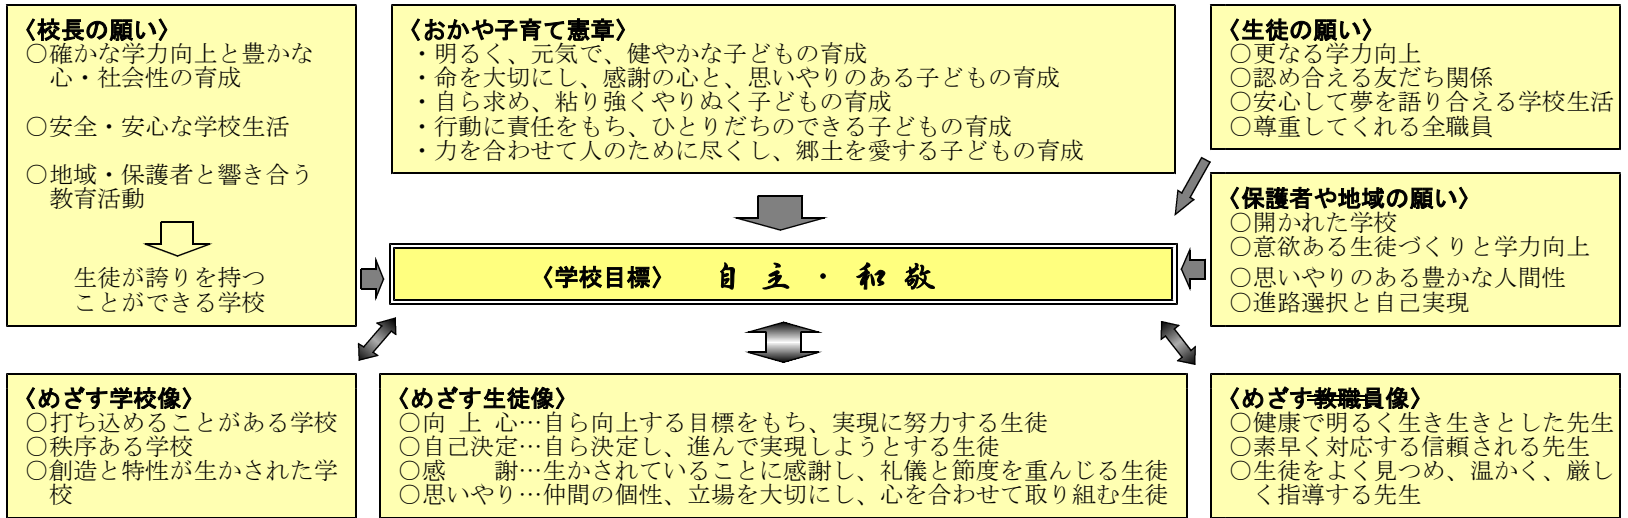 〈校長の願い〉
○確かな学力向上と豊かな
心・社会性の育成
○安全・安心な学校生活
○地域・保護者と響き合う
教育活動
生徒が誇りを持つ
ことができる学校
〈おかや子育て憲章〉
・明るく、元気で、健やかな子どもの育成
・命を大切にし、感謝の心と、思いやりのある子どもの育成
・自ら求め、粘り強くやりぬく子どもの育成
・行動に責任をもち、ひとりだちのできる子どもの育成
・力を合わせて人のために尽くし、郷土を愛する子どもの育成
〈生徒の願い〉
○更なる学力向上
○認め合える友だち関係
○安心して夢を語り合える学校生活
○尊重してくれる全職員
〈保護者や地域の願い〉
○開かれた学校
○意欲ある生徒づくりと学力向上
○思いやりのある豊かな人間性
○進路選択と自己実現
〈学校目標〉 自主・和敬
〈めざす学校像〉
○打ち込めることがある学校
○秩序ある学校
○創造と特性が生かされた学
校
〈めざす生徒像〉
○向 上 心…自ら向上する目標をもち、実現に努力する生徒
○自己決定…自ら決定し、進んで実現しようとする生徒
○感　　謝…生かされていることに感謝し、礼儀と節度を重んじる生徒
○思いやり…仲間の個性、立場を大切にし、心を合わせて取り組む生徒
〈めざす教職員像〉
○健康で明るく生き生きとした先生
○素早く対応する信頼される先生
○生徒をよく見つめ、温かく、厳し
く指導する先生